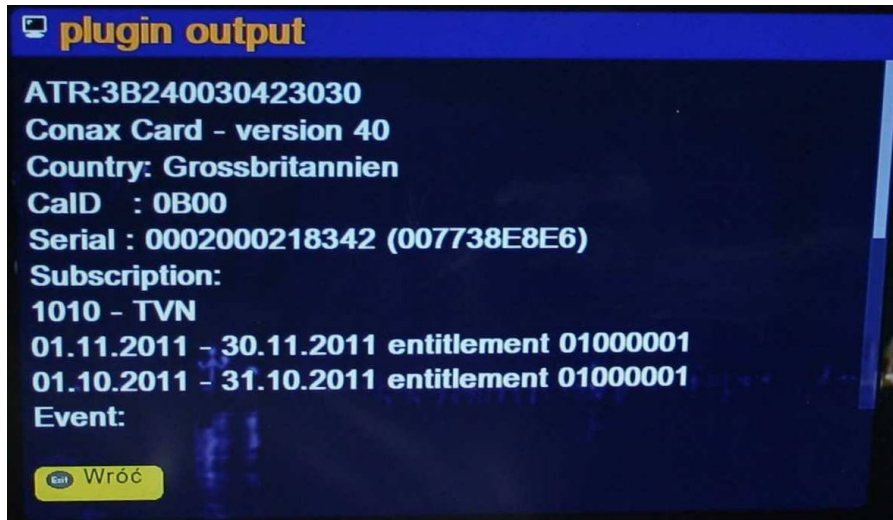 plugin output
ATR:3B240030423030
Conax Card - version 40
Country: Grossbritannien
CaID : 0B00
Serial : 0002000218342 (007738E8E6)
Subscription:
1010 - TVN
01.11.2011 - 30.11.2011 entitlement 01000001
01.10.2011 - 31.10.2011 entitlement 01000001
Event:
Exit Wróć